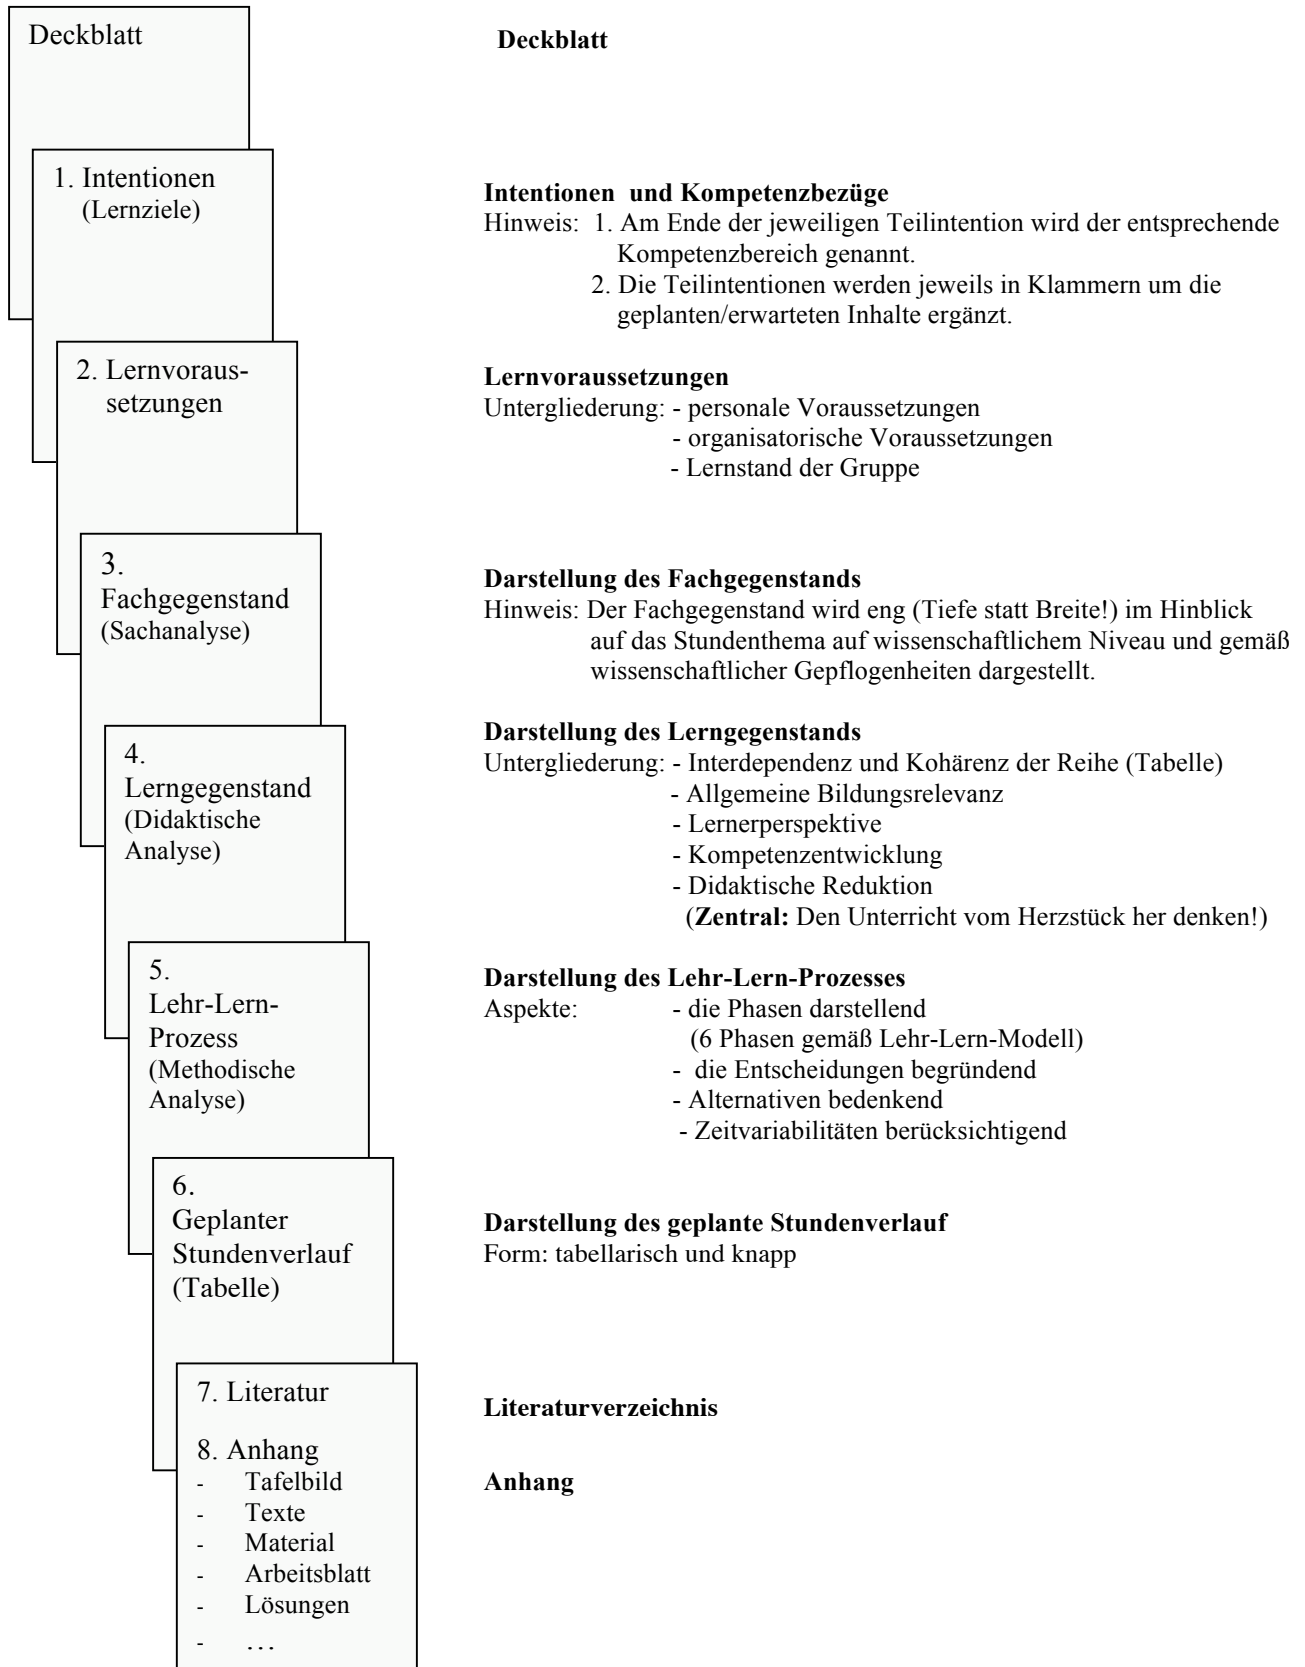 Deckblatt
Deckblatt
1. Intentionen
(Lernziele)
Intentionen und Kompetenzbezüge
Hinweis: 1. Am Ende der jeweiligen Teilintention wird der entsprechende
Kompetenzbereich genannt.
2. Die Teilintentionen werden jeweils in Klammern um die
geplanten/erwarteten Inhalte ergänzt.
2. Lernvoraus-
setzungen
Lernvoraussetzungen
Untergliederung: - personale Voraussetzungen
- organisatorische Voraussetzungen
- Lernstand der Gruppe
3.
Fachgegenstand
(Sachanalyse)
Darstellung des Fachgegenstands
Hinweis: Der Fachgegenstand wird eng (Tiefe statt Breite!) im Hinblick
auf das Stundenthema auf wissenschaftlichem Niveau und gemäß
wissenschaftlicher Gepflogenheiten dargestellt.
4.
Lerngegenstand
(Didaktische
Analyse)
Darstellung des Lerngegenstands
Untergliederung: - Interdependenz und Kohärenz der Reihe (Tabelle)
- Allgemeine Bildungsrelevanz
- Lernerperspektive
- Kompetenzentwicklung
- Didaktische Reduktion
(Zentral: Den Unterricht vom Herzstück her denken!)
5.
Lehr-Lern-
Prozess
(Methodische
Analyse)
Darstellung des Lehr-Lern-Prozesses
Aspekte: - die Phasen darstellend
(6 Phasen gemäß Lehr-Lern-Modell)
- die Entscheidungen begründend
- Alternativen bedenkend
- Zeitvariabilitäten berücksichtigend
6.
Geplanter
Stundenverlauf
(Tabelle)
Darstellung des geplante Stundenverlauf
Form: tabellarisch und knapp
7. Literatur
Literaturverzeichnis
8. Anhang
- Tafelbild
- Texte
- Material
- Arbeitsblatt
- Lösungen
- …
Anhang